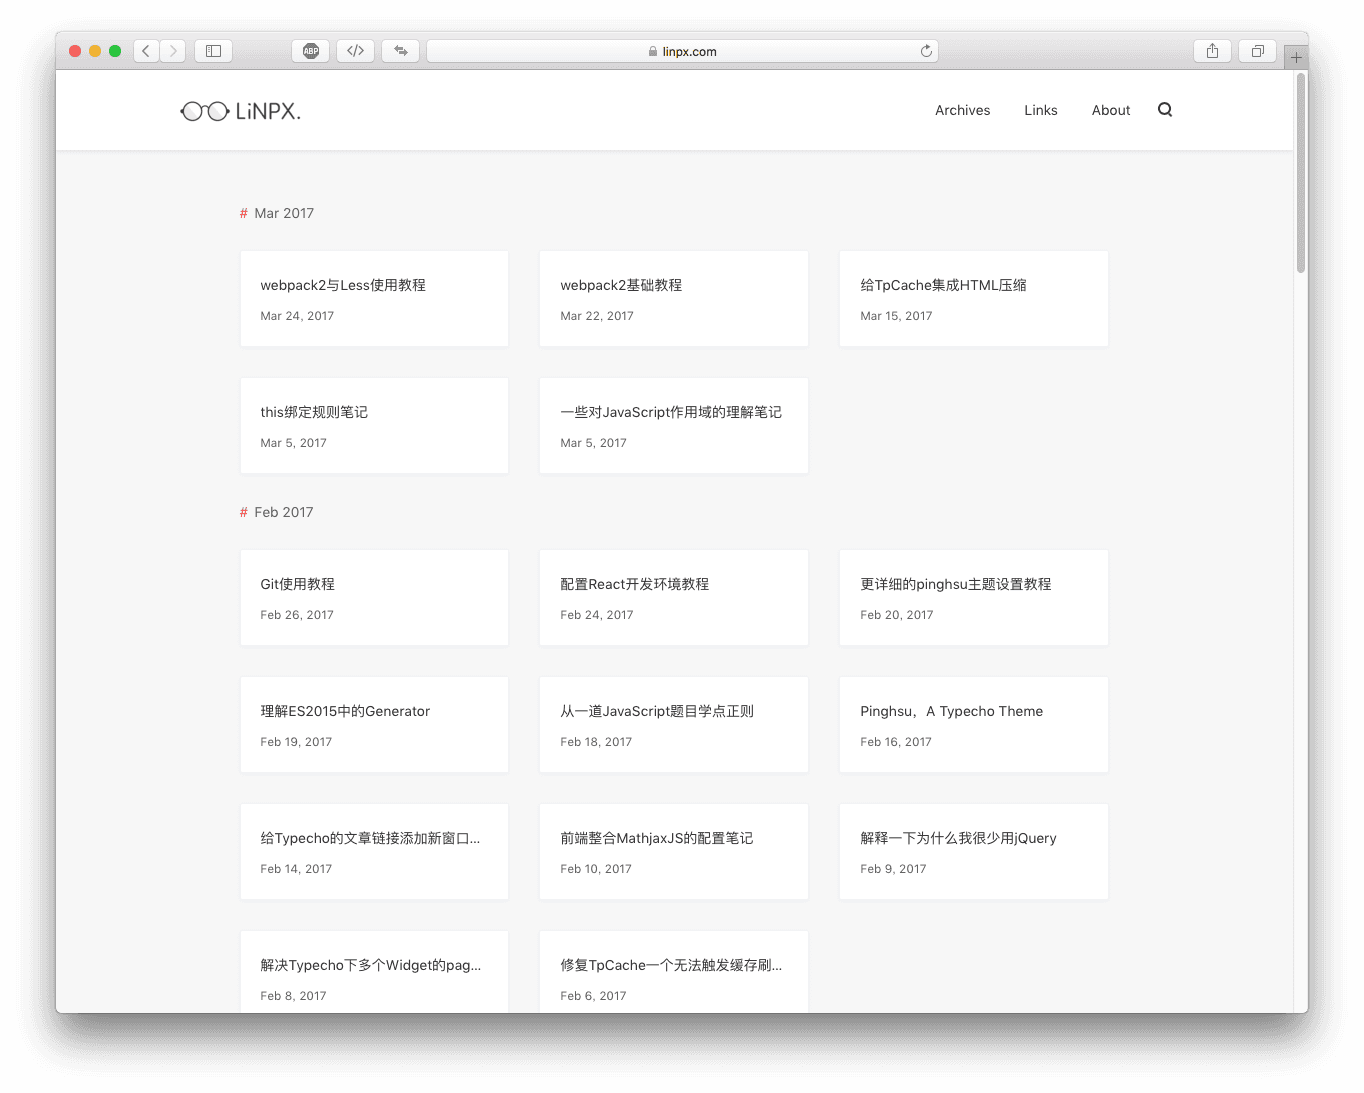 ABP
</>
linpx.com
LiNPX.
Archives
Links
About
# Mar 2017
webpack2与Less使用教程
Mar 24, 2017
webpack2基础教程
Mar 22, 2017
给TpCache集成HTML压缩
Mar 15, 2017
this绑定规则笔记
Mar 5, 2017
一些对JavaScript作用域的理解笔记
Mar 5, 2017
# Feb 2017
Git使用教程
Feb 26, 2017
配置React开发环境教程
Feb 24, 2017
更详细的pinghsu主题设置教程
Feb 20, 2017
理解ES2015中的Generator
Feb 19, 2017
从一道JavaScript题目学点正则
Feb 18, 2017
Pinghsu，A Typecho Theme
Feb 16, 2017
给Typecho的文章链接添加新窗口...
Feb 14, 2017
前端整合MathjaxJS的配置笔记
Feb 10, 2017
解释一下为什么我很少用jQuery
Feb 9, 2017
解决Typecho下多个Widget的pag...
Feb 8, 2017
修复TpCache一个无法触发缓存刷...
Feb 6, 2017